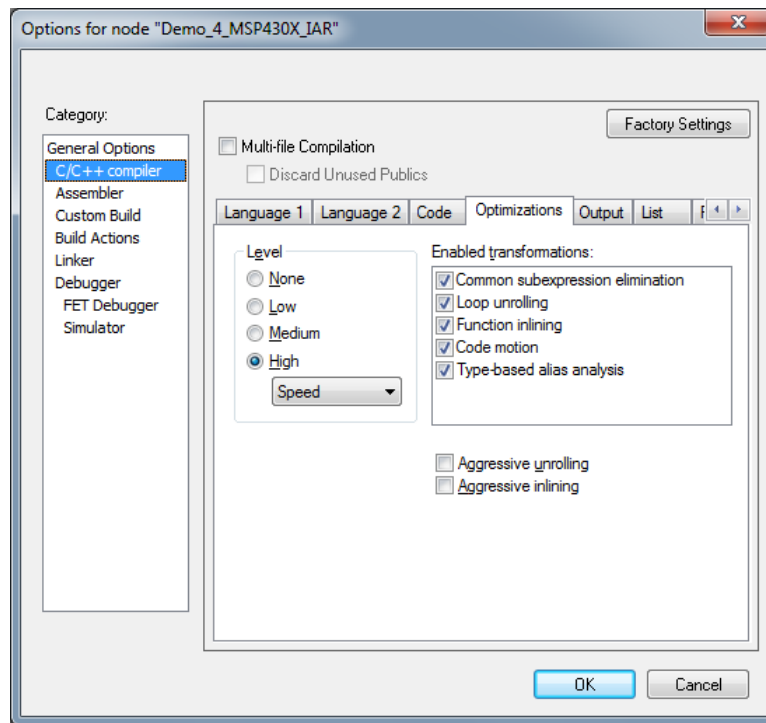 Options for node "Demo_4_MSP430X_IAR"
Category:
General Options
C/C++ compiler
Assembler
Custom Build
Build Actions
Linker
Debugger
FET Debugger
Simulator
Factory Settings
Multi-file Compilation
Discard Unused Publics
Language 1 Language 2 Code Optimizations Output List
Level
None
Low
Medium
High
Speed
Enabled transformations:
Common subexpression elimination
Loop unrolling
Function inlining
Code motion
Type-based alias analysis
Aggressive unrolling
Aggressive inlining
OK Cancel